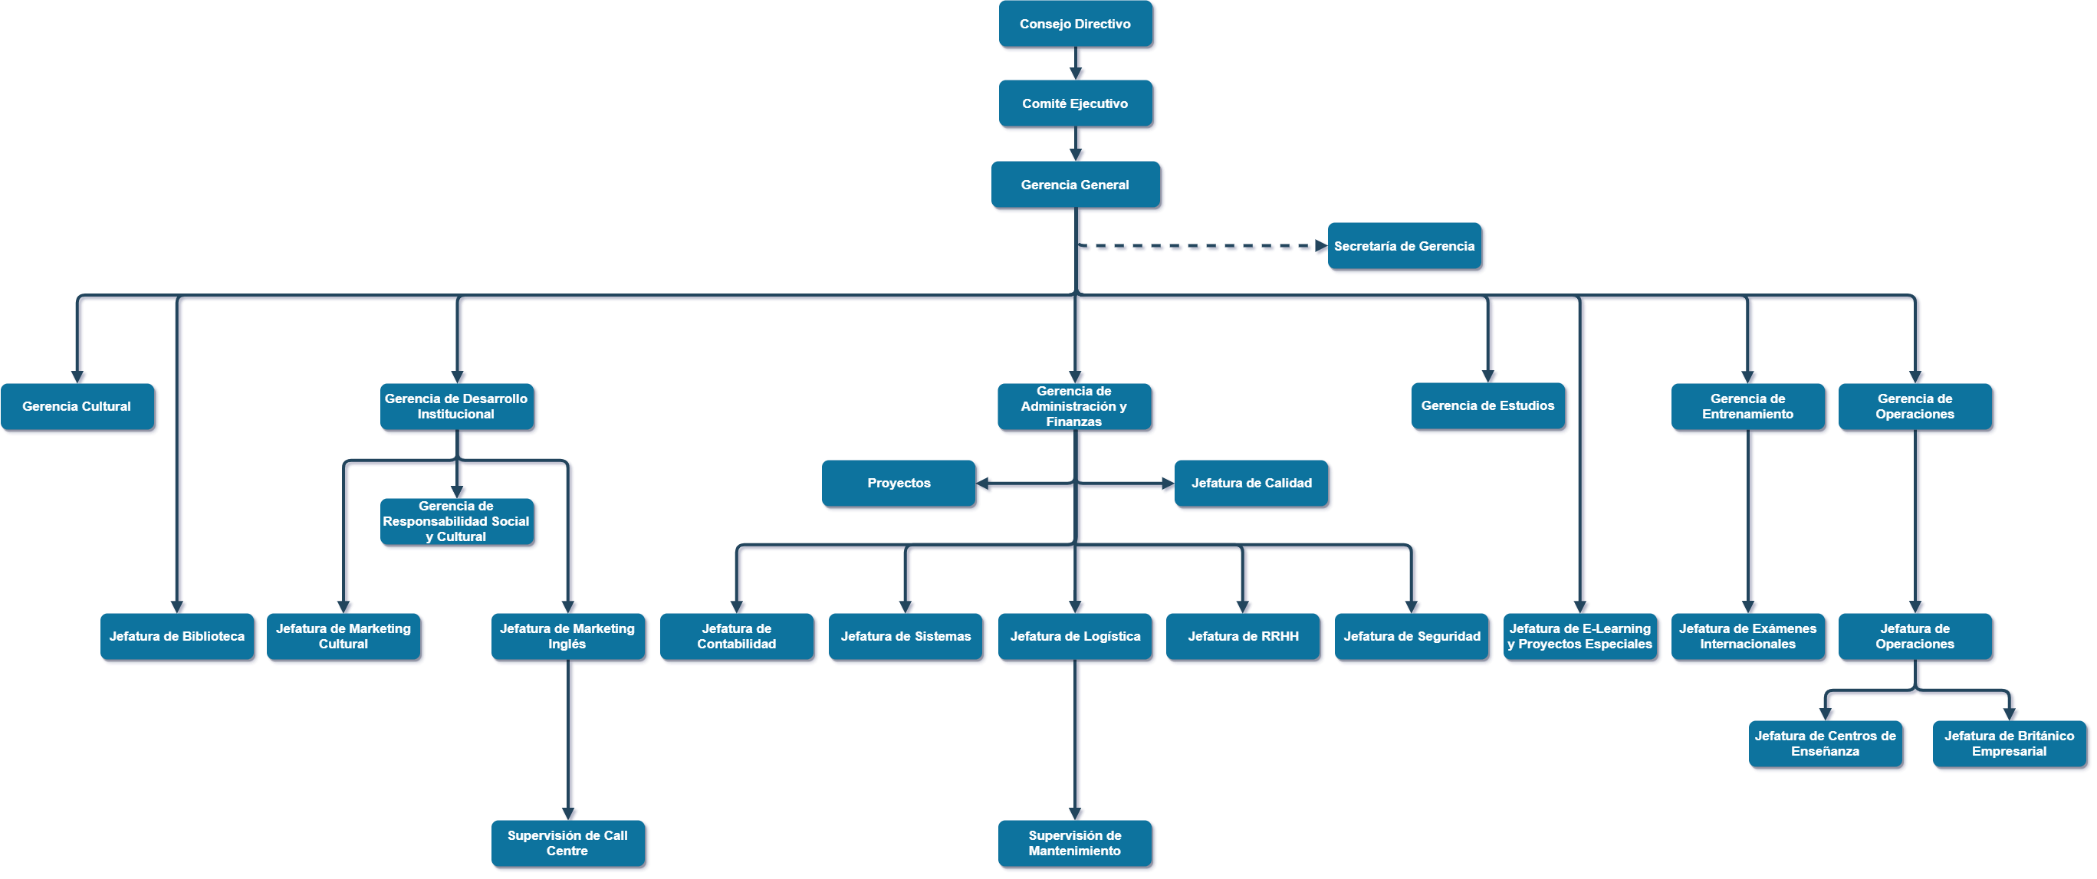 Consejo Directivo
Comité Ejecutivo
Gerencia General
Secretaría de Gerencia
Gerencia Cultural
Gerencia de Desarrollo
Institucional
Gerencia de
Administración y
Finanzas
Gerencia de Estudios
Gerencia de
Entrenamiento
Gerencia de
Operaciones
Proyectos
Jefatura de Calidad
Gerencia de
Responsabilidad Social
y Cultural
Jefatura de Biblioteca
Jefatura de Marketing
Cultural
Jefatura de Marketing
Inglés
Jefatura de
Contabilidad
Jefatura de Sistemas
Jefatura de Logística
Jefatura de RRHH
Jefatura de Seguridad
Jefatura de E-Learning
y Proyectos Especiales
Jefatura de Exámenes
Internacionales
Jefatura de
Operaciones
Jefatura de Centros de
Enseñanza
Jefatura de Británico
Empresarial
Supervisión de Call
Centre
Supervisión de
Mantenimiento